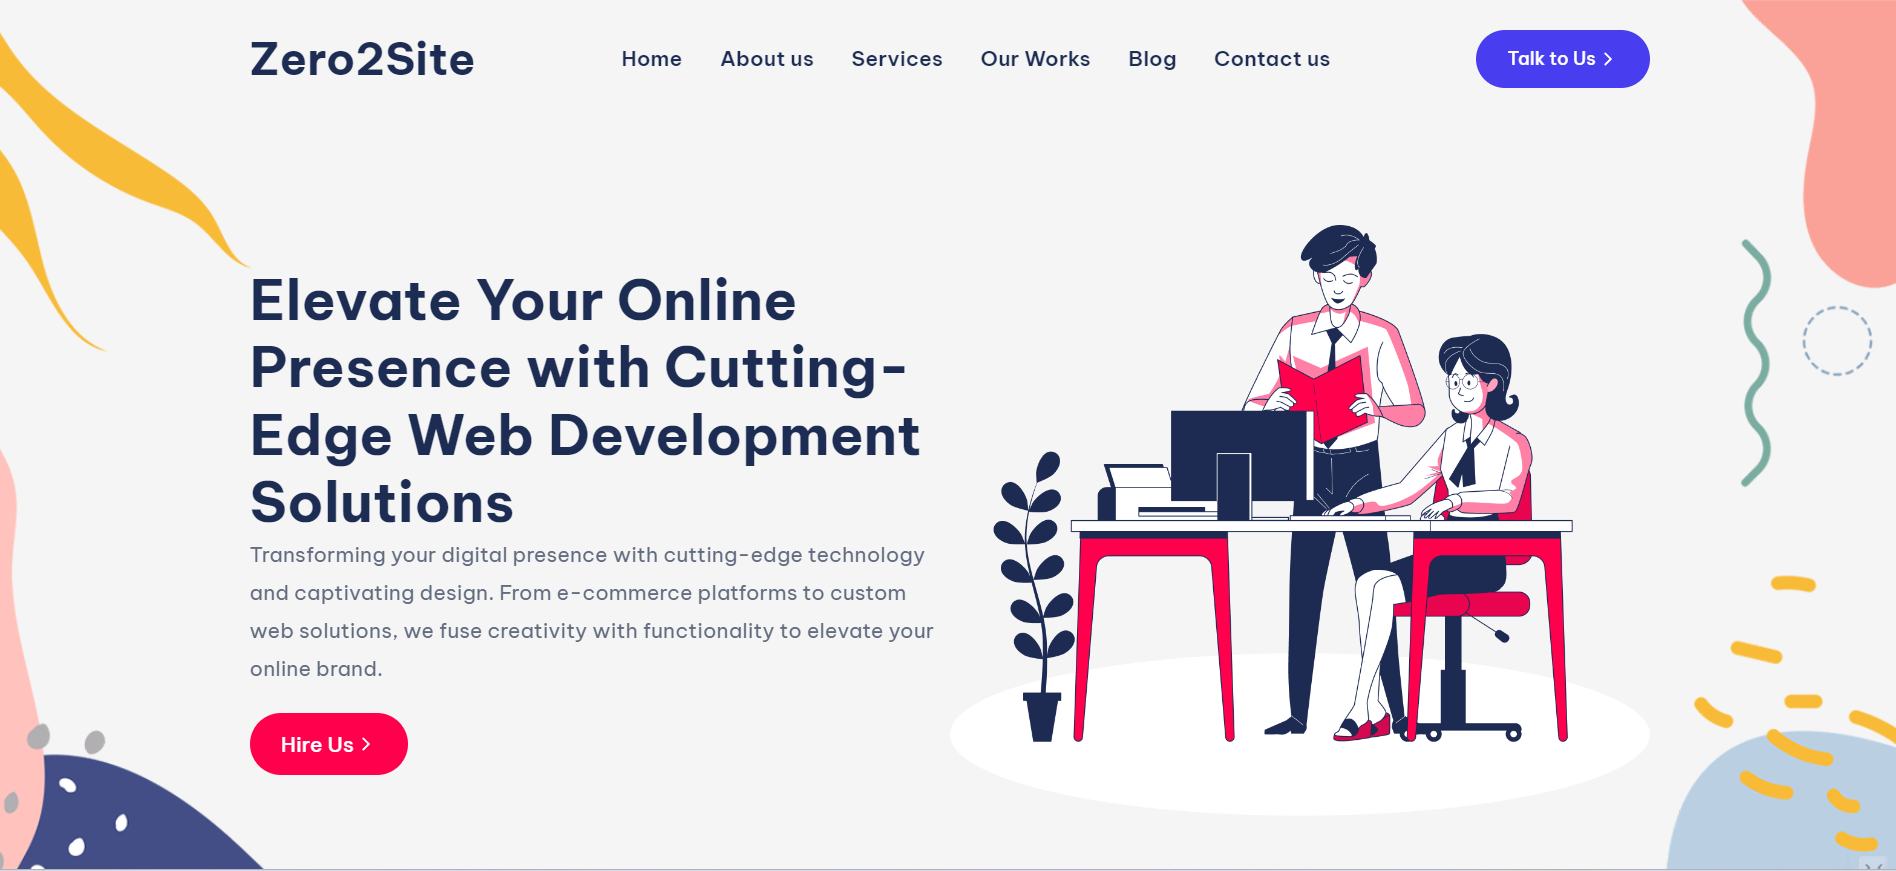 Zero2Site
Home
About us
Services
Our Works
Blog
Contact us
Talk to Us
Elevate Your Online
Presence with Cutting-
Edge Web Development
Solutions
Transforming your digital presence with cutting-edge technology
and captivating design. From e-commerce platforms to custom
web solutions, we fuse creativity with functionality to elevate your
online brand.
Hire Us